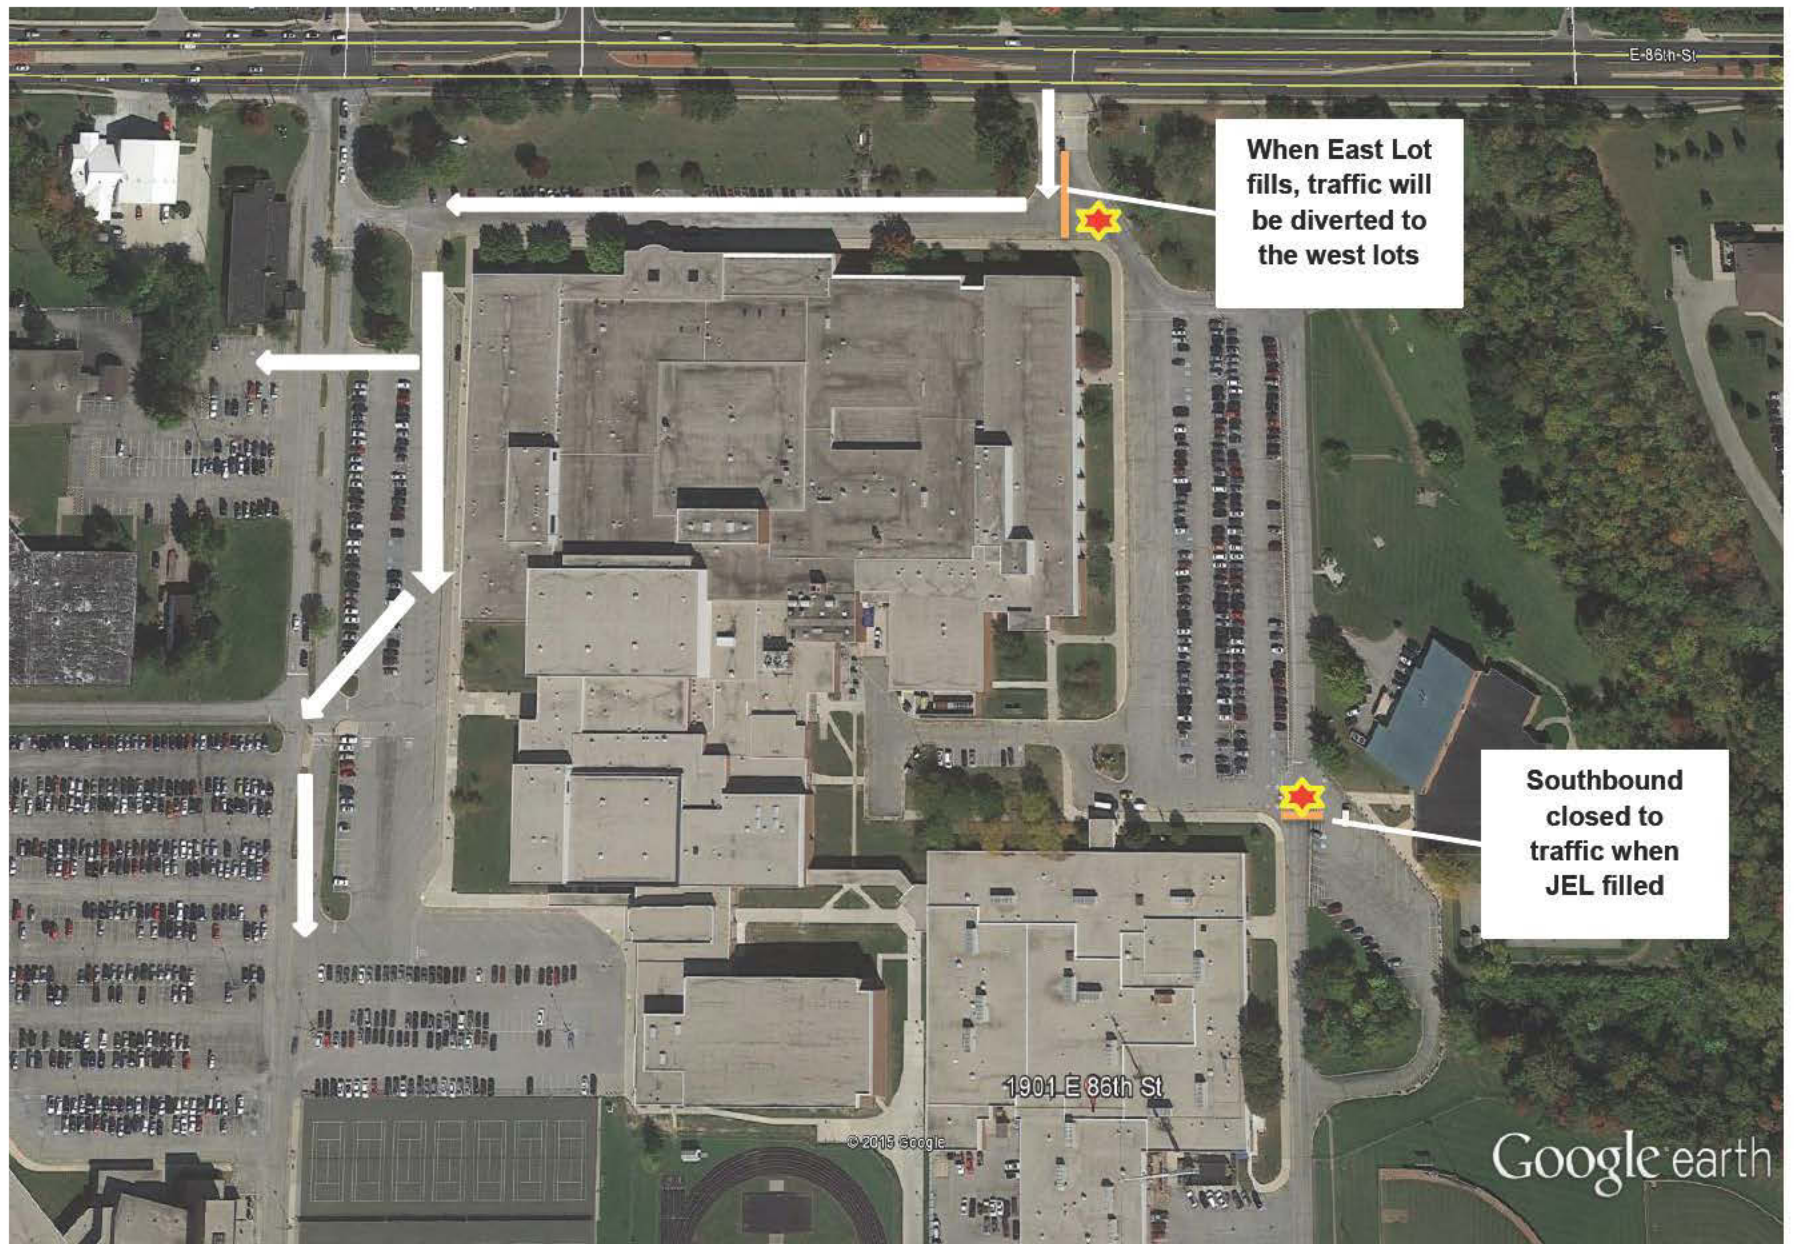 E 86th St
When East Lot
fills, traffic will
be diverted to
the west lots
Southbound
closed to
traffic when
JEL filled
1901 E 86th St
© 2015 Google
Google earth